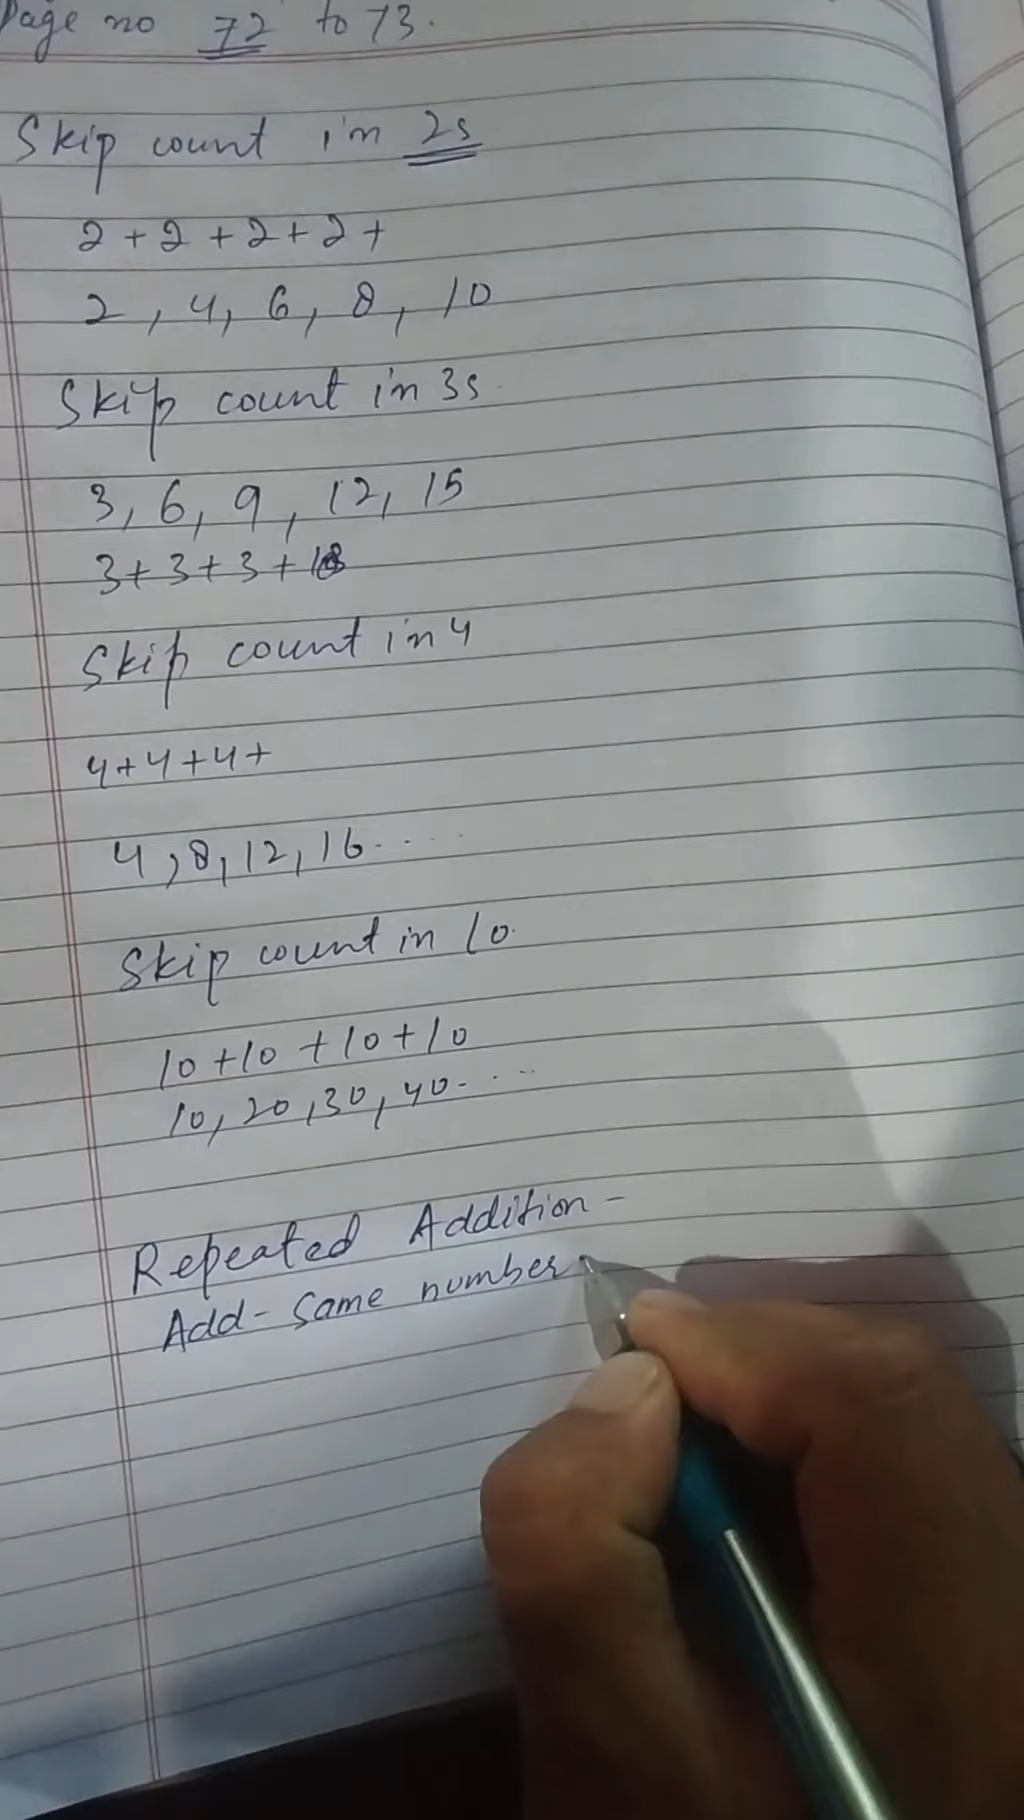 Page no 72 to 73.
Skip count in 2s
2 + 2 + 2 + 2 +
2, 4, 6, 8, 10
Skip count in 3s
3, 6, 9, 12, 15
3 + 3 + 3 +
Skip count in 4
4 + 4 + 4 +
4, 8, 12, 16....
Skip count in 10.
10 + 10 + 10 + 10
10, 20, 30, 40....
Repeated Addition -
Add - Same number